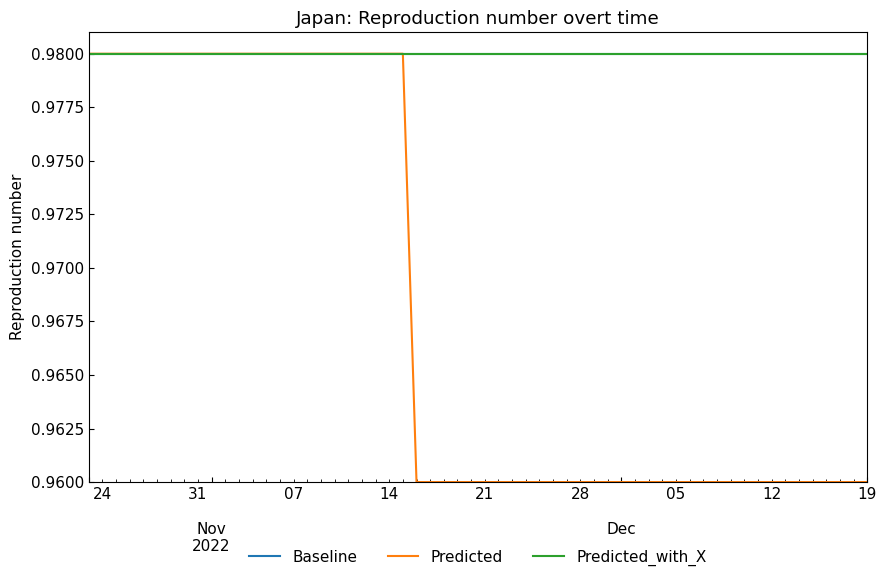 Japan: Reproduction number overt time
Reproduction number
0.9800
0.9775
0.9750
0.9725
0.9700
0.9675
0.9650
0.9625
0.9600
24 31 07 14 21 28 05 12 19
Nov Dec
2022
Baseline Predicted Predicted_with_X